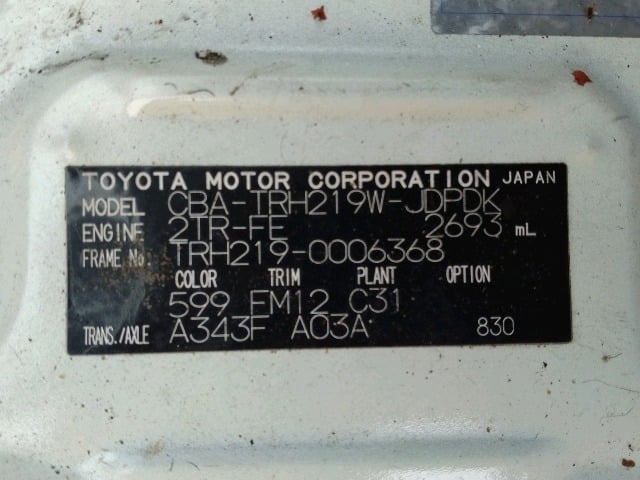 TOYOTA MOTOR CORPORATION JAPAN
MODEL CBA-TRH219W-JDPDK
ENGINE 2TR-FE 2693 mL
FRAME No. TRH219-0006368
COLOR TRIM PLANT OPTION
599 EM12 C31
TRANS./AXLE A343F A03A 830